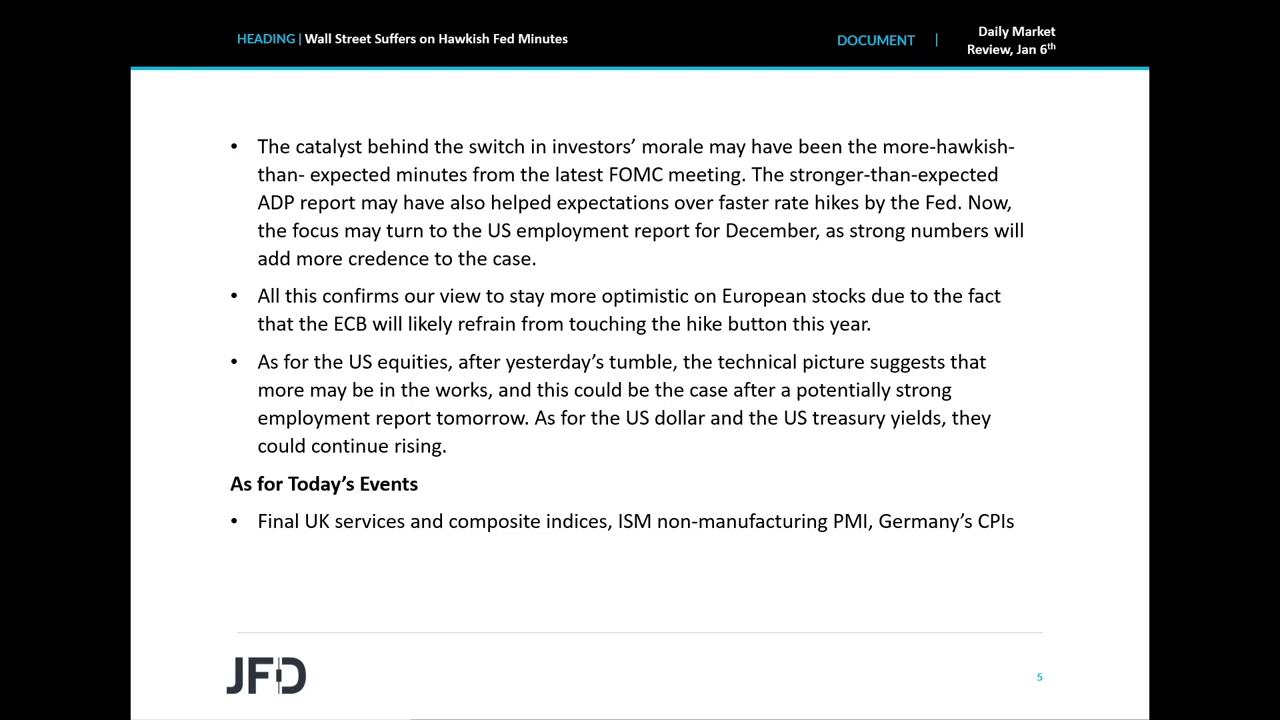 HEADING | Wall Street Suffers on Hawkish Fed Minutes
DOCUMENT |
Daily Market
Review, Jan 6th
• The catalyst behind the switch in investors’ morale may have been the more-hawkish-
than- expected minutes from the latest FOMC meeting. The stronger-than-expected
ADP report may have also helped expectations over faster rate hikes by the Fed. Now,
the focus may turn to the US employment report for December, as strong numbers will
add more credence to the case.
• All this confirms our view to stay more optimistic on European stocks due to the fact
that the ECB will likely refrain from touching the hike button this year.
• As for the US equities, after yesterday’s tumble, the technical picture suggests that
more may be in the works, and this could be the case after a potentially strong
employment report tomorrow. As for the US dollar and the US treasury yields, they
could continue rising.
As for Today’s Events
• Final UK services and composite indices, ISM non-manufacturing PMI, Germany’s CPIs
JFD
5